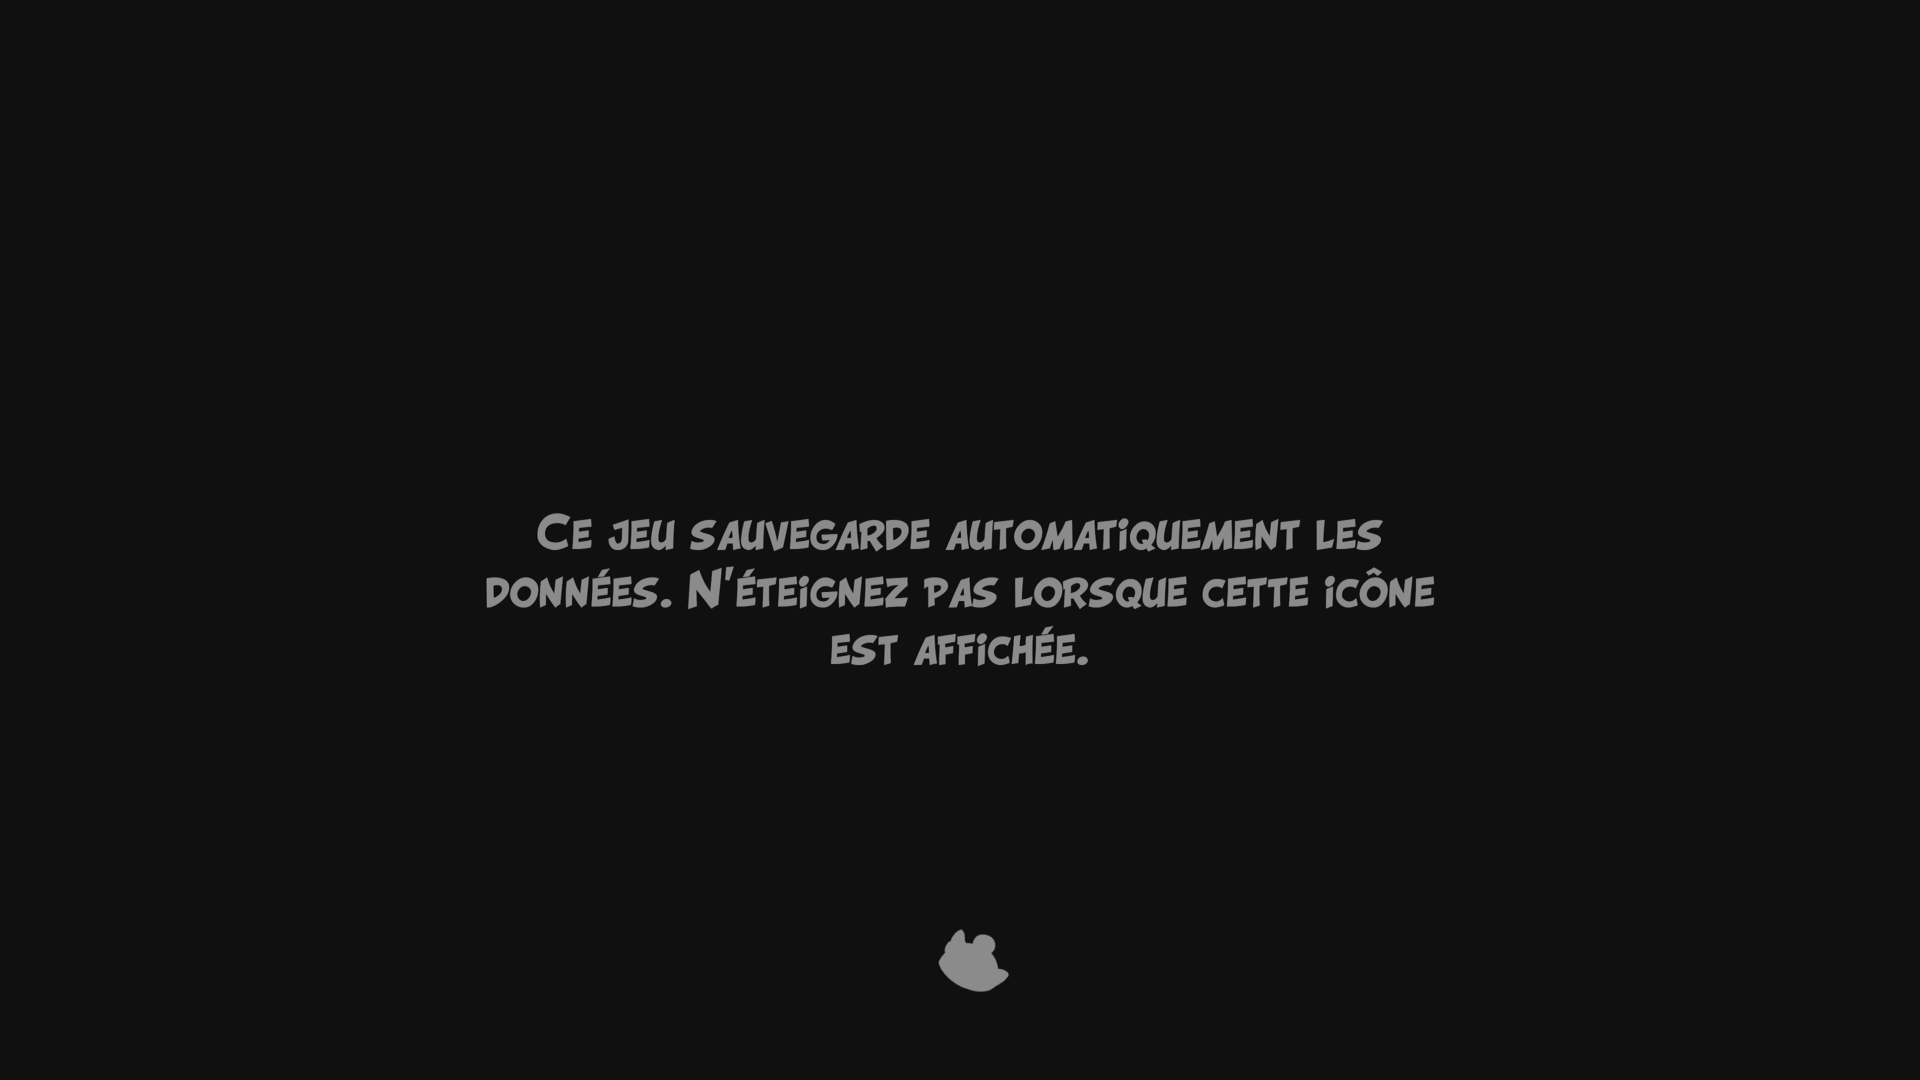 Ce jeu sauvegarde automatiquement les
données. N'éteignez pas lorsque cette icône
est affichée.